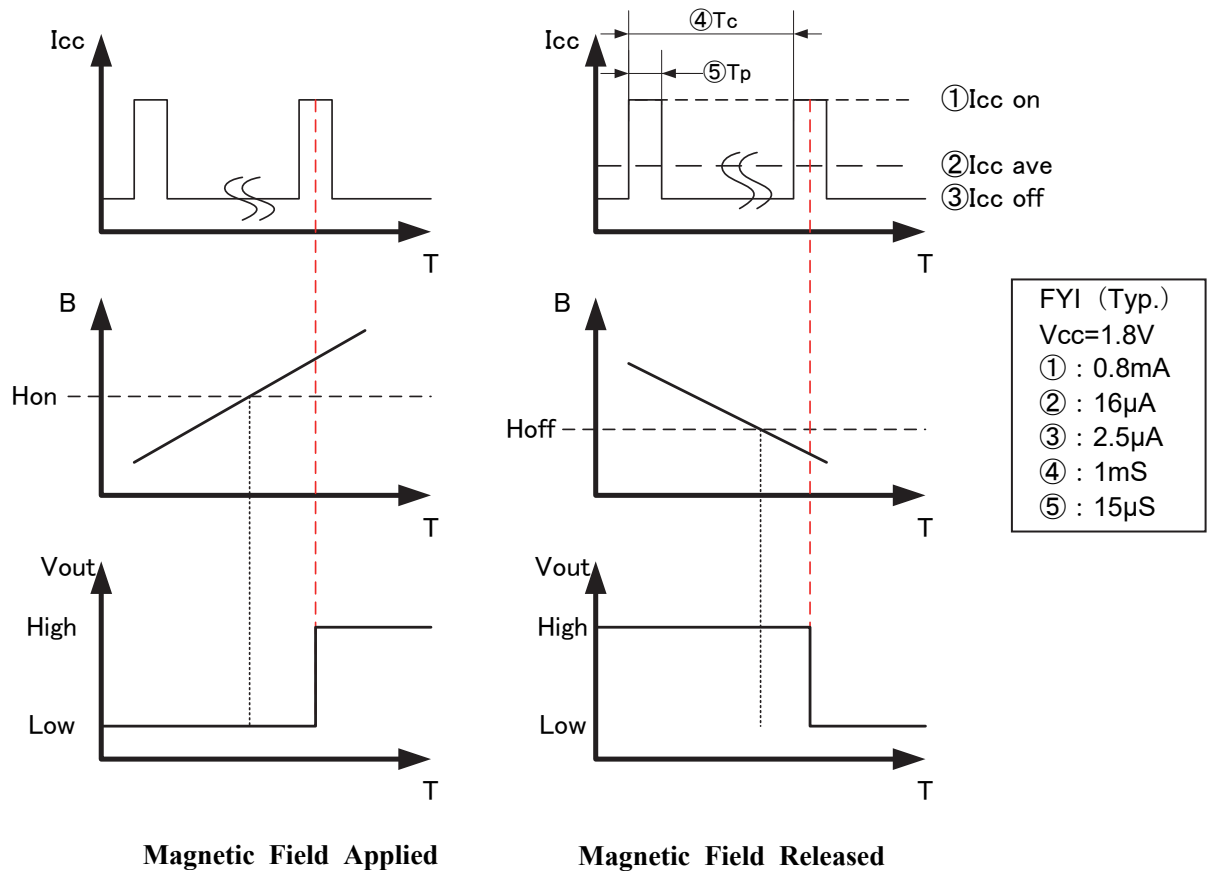 Icc
T
B
Hon
T
Vout
High
Low
T
Magnetic Field Applied
④Tc
Icc
⑤Tp
①Icc on
②Icc ave
③Icc off
T
B
Hoff
T
Vout
High
Low
T
Magnetic Field Released
FYI（Typ.）
Vcc=1.8V
①：0.8mA
②：16µA
③：2.5µA
④：1mS
⑤：15µS